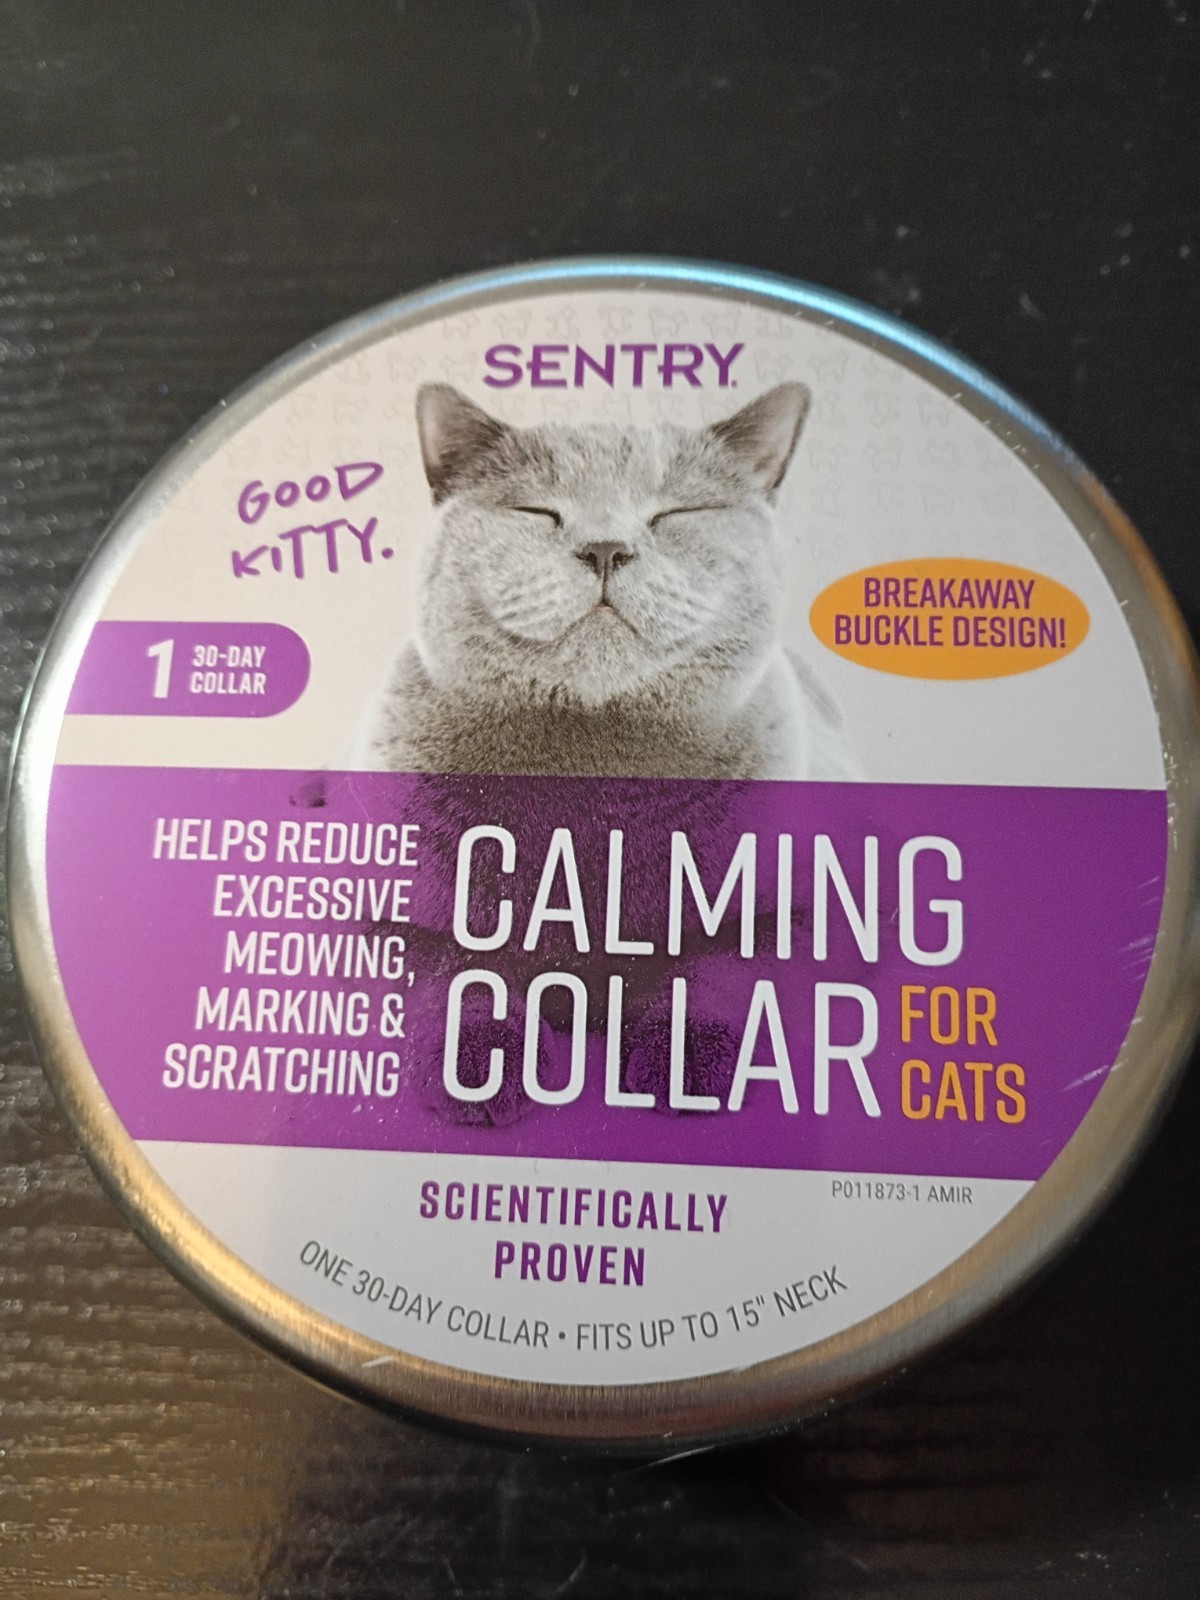 SENTRY.
GOOD
KITTY.
BREAKAWAY
BUCKLE DESIGN!
1 30-DAY
COLLAR
HELPS REDUCE
EXCESSIVE
MEOWING,
MARKING &
SCRATCHING
CALMING
COLLAR FOR
CATS
P011873-1 AMIR
SCIENTIFICALLY
PROVEN
ONE 30-DAY COLLAR • FITS UP TO 15" NECK